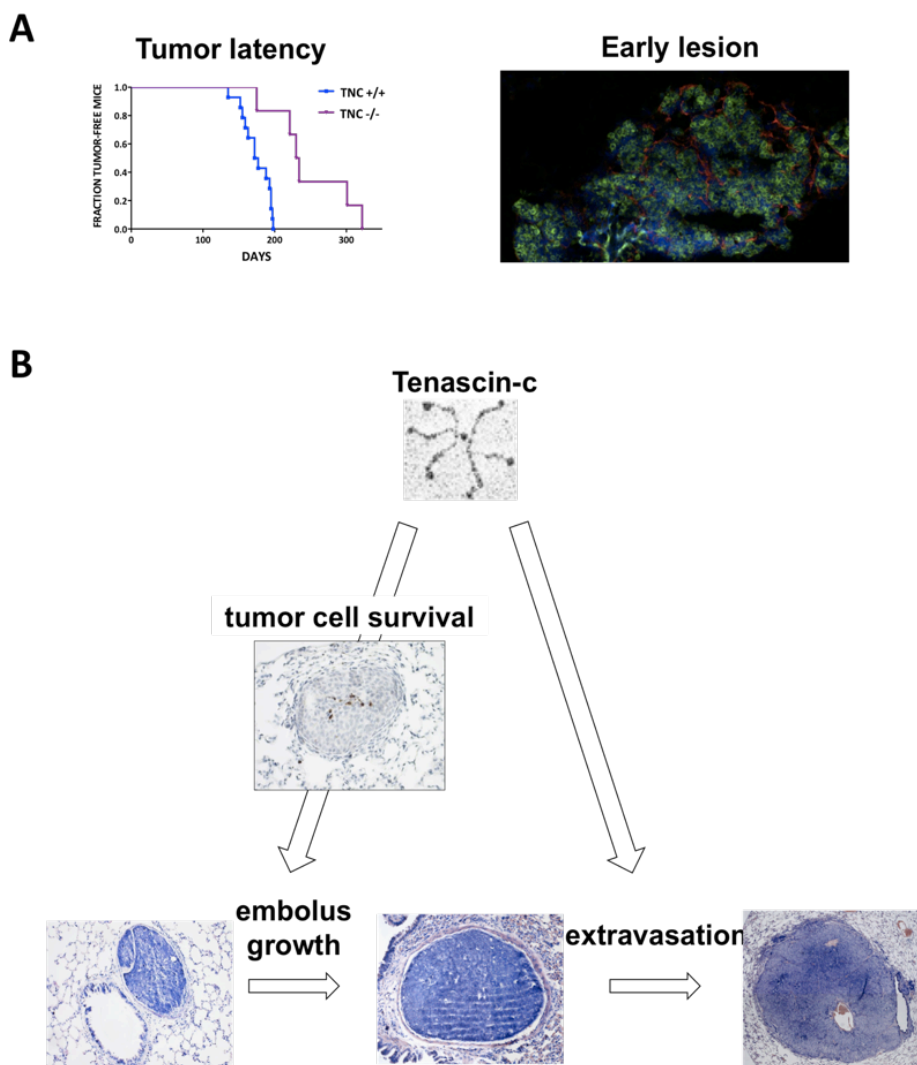 A
Tumor latency
Early lesion
FRACTION TUMOR-FREE MICE
1.0
0.8
0.6
0.4
0.2
0.0
0
100
200
300
DAYS
TNC +/+
TNC -/-
B
Tenascin-c
tumor cell survival
embolus
growth
extravasation